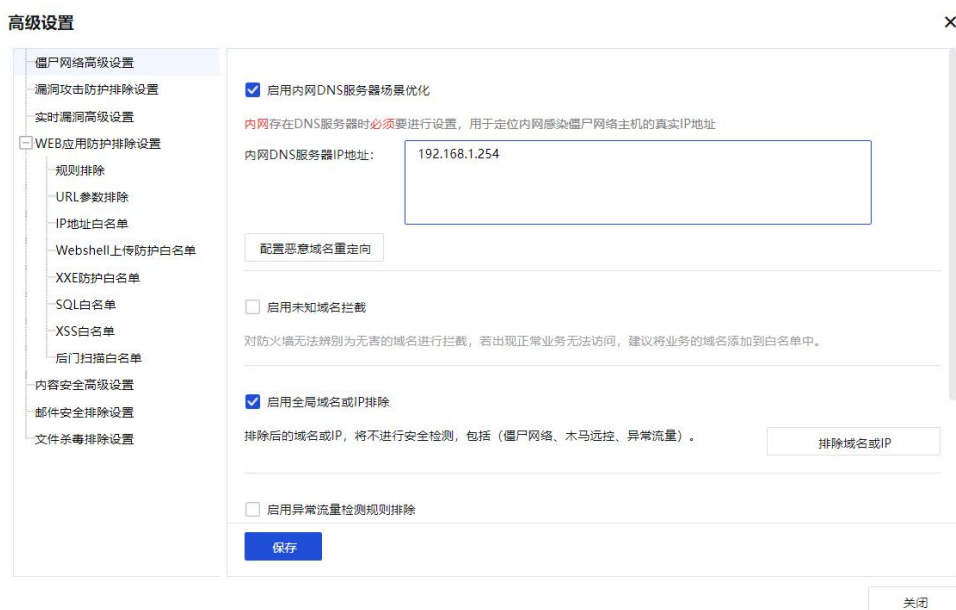 高级设置
僵尸网络高级设置
漏洞攻击防护排除设置
实时漏洞高级设置
WEB应用防护排除设置
规则排除
URL参数排除
IP地址白名单
Webshell上传防护白名单
XXE防护白名单
SQL白名单
XSS白名单
后门扫描白名单
内容安全高级设置
邮件安全排除设置
文件杀毒排除设置
启用内网DNS服务器场景优化
内网存在DNS服务器时必须要进行设置，用于定位内网感染僵尸网络主机的真实IP地址
内网DNS服务器IP地址：
192.168.1.254
配置恶意域名重定向
启用未知域名拦截
对防火墙无法辨别为无害的域名进行拦截，若出现正常业务无法访问，建议将业务的域名添加到白名单中。
启用全局域名或IP排除
排除后的域名或IP，将不进行安全检测，包括（僵尸网络、木马远控、异常流量）。
排除域名或IP
启用异常流量检测规则排除
保存
关闭